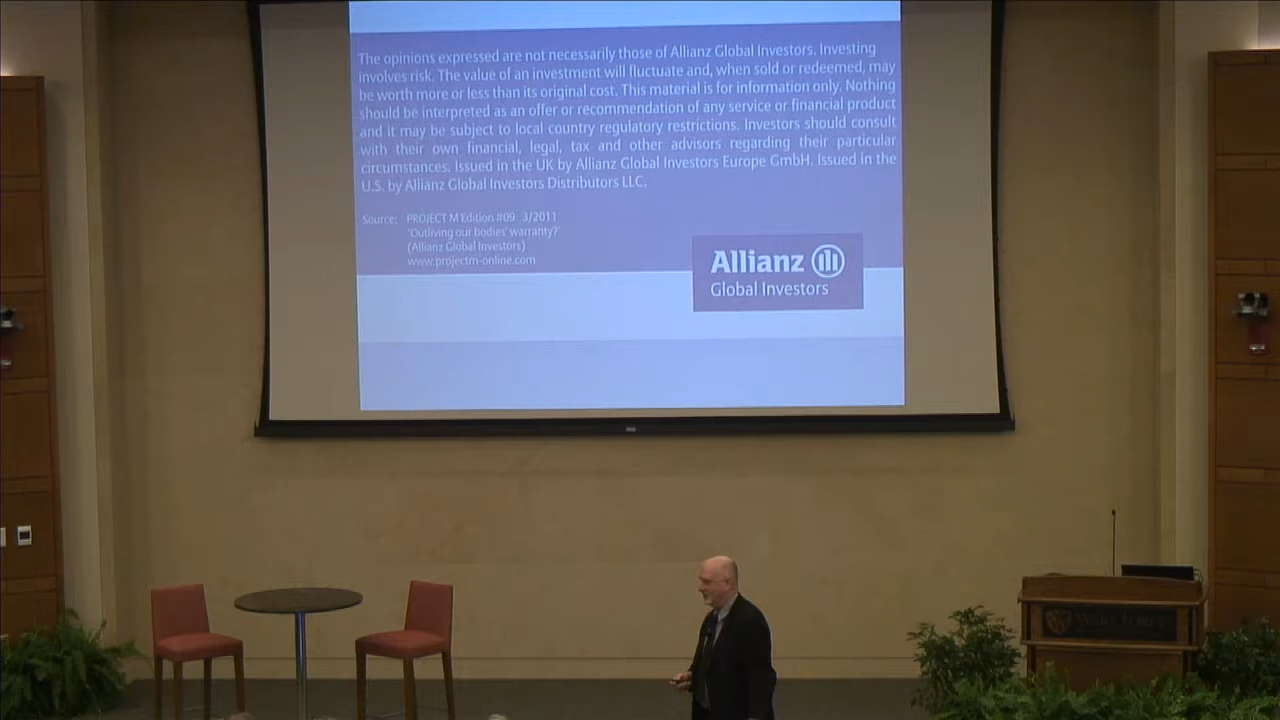 The opinions expressed are not necessarily those of Allianz Global Investors. Investing
involves risk. The value of an investment will fluctuate and, when sold or redeemed, may
be worth more or less than its original cost. This material is for information only. Nothing
should be interpreted as an offer or recommendation of any service or financial product
and it may be subject to local country regulatory restrictions. Investors should consult
with their own financial, legal, tax and other advisors regarding their particular
circumstances. Issued in the UK by Allianz Global Investors Europe GmbH. Issued in the
U.S. by Allianz Global Investors Distributors LLC.
Source: PROJECT M Edition #09 3/2011
'Outliving our bodies' warranty?'
(Allianz Global Investors)
www.projectm-online.com
Allianz
Global Investors
WAKE FOREST